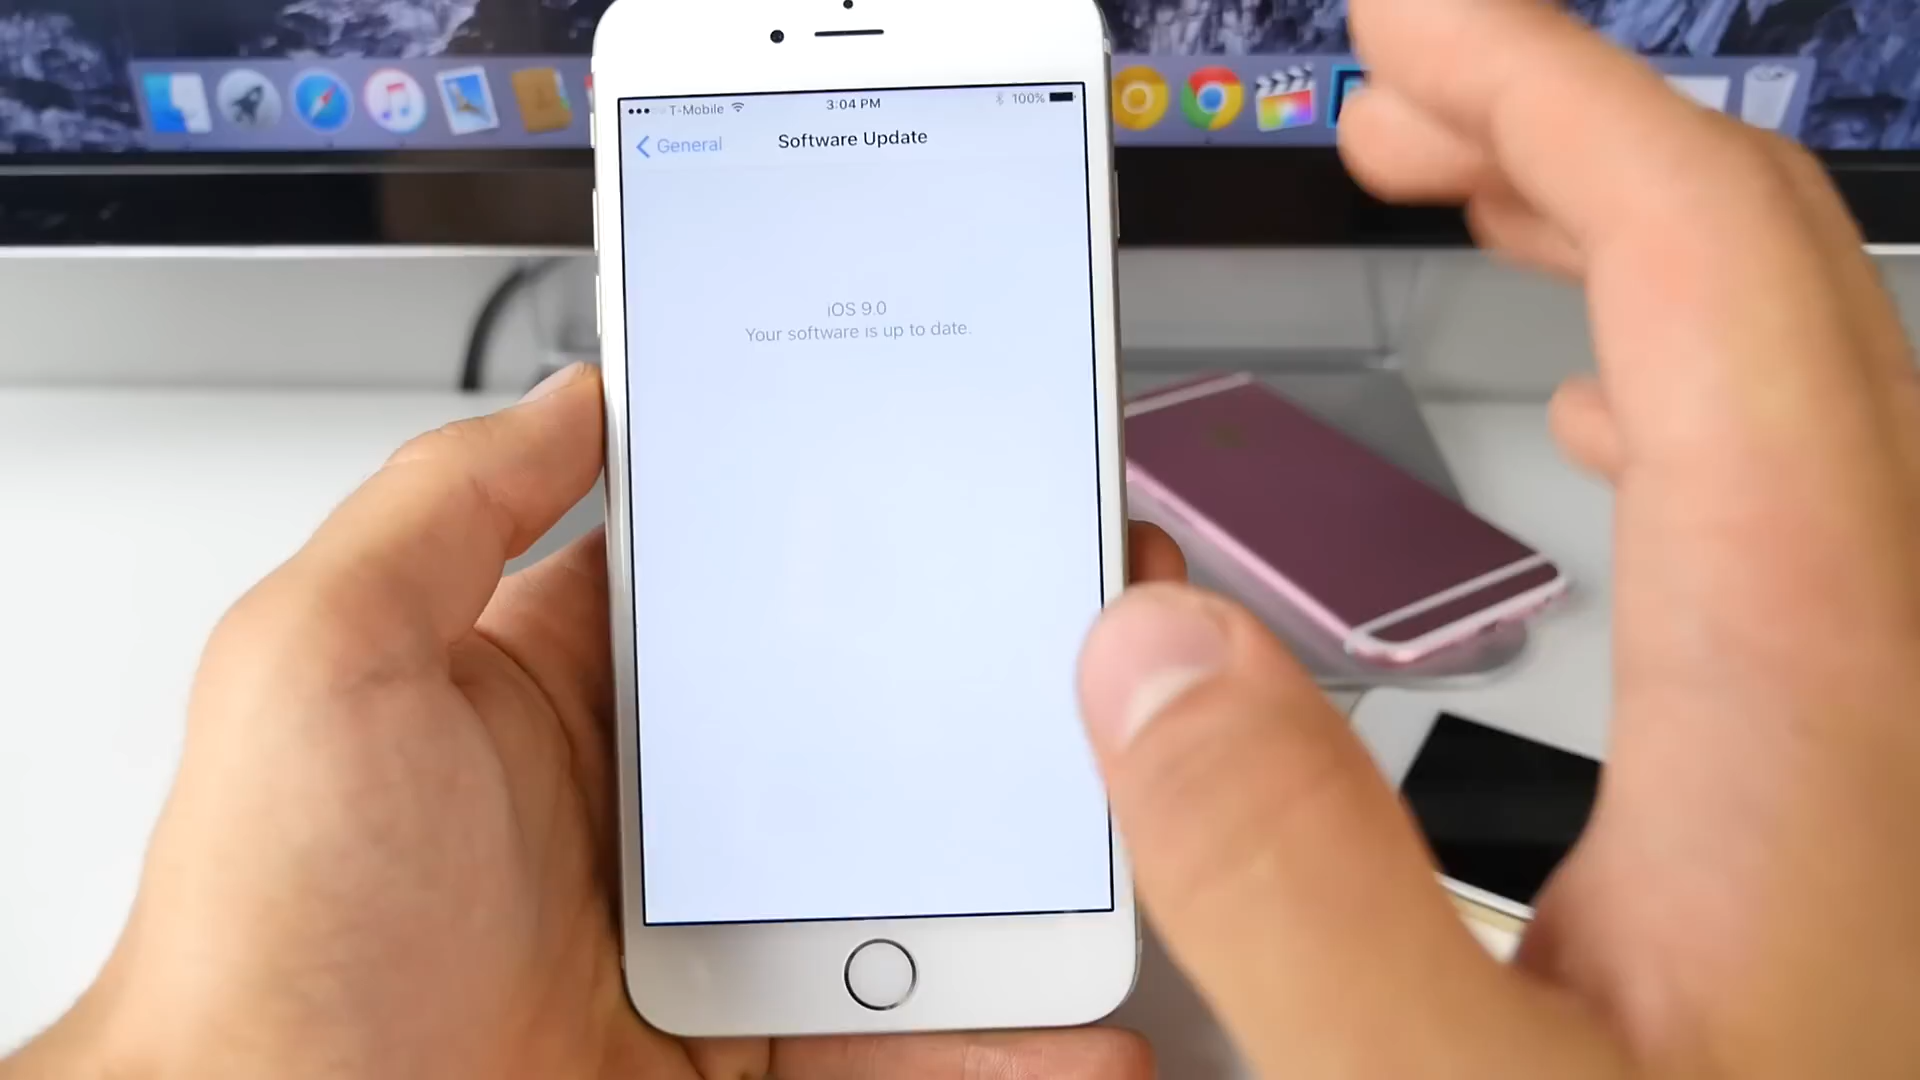 T-Mobile 3:04 PM 100%
General Software Update
iOS 9.0
Your software is up to date.